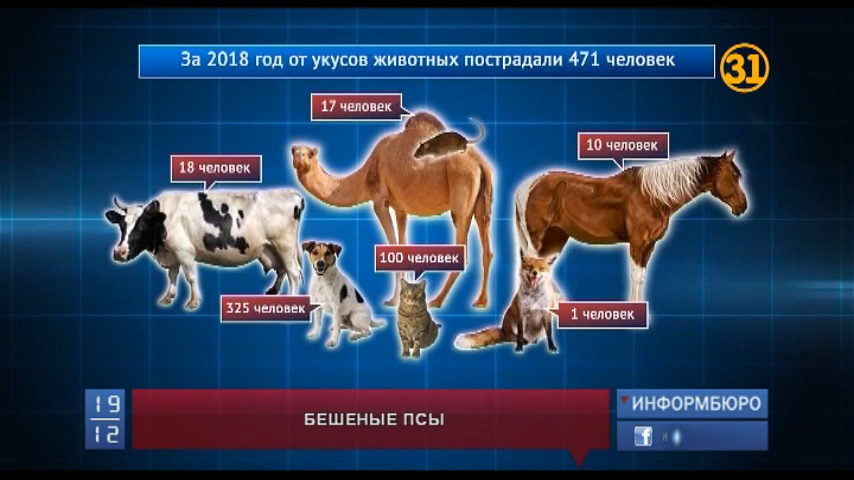 За 2018 год от укусов животных пострадали 471 человек
31
17 человек
10 человек
18 человек
100 человек
325 человек
1 человек
19
12
БЕШЕНЫЕ ПСЫ
ИНФОРМБЮРО
f и